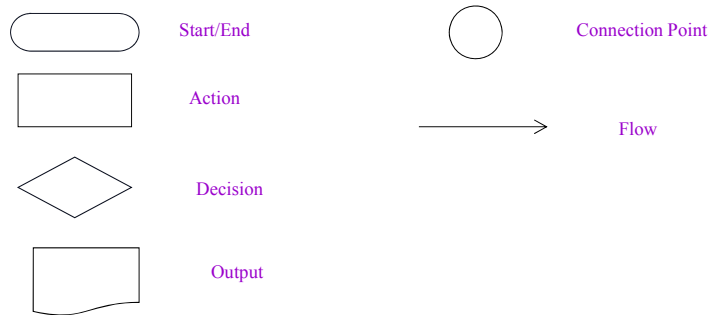 Start/End
Connection Point
Action
Flow
Decision
Output